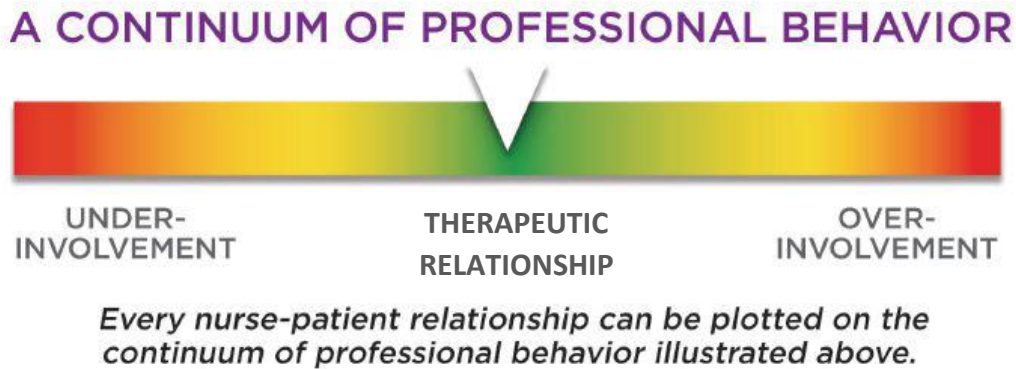 A CONTINUUM OF PROFESSIONAL BEHAVIOR
UNDER-
INVOLVEMENT
THERAPEUTIC
RELATIONSHIP
OVER-
INVOLVEMENT
Every nurse-patient relationship can be plotted on the
continuum of professional behavior illustrated above.